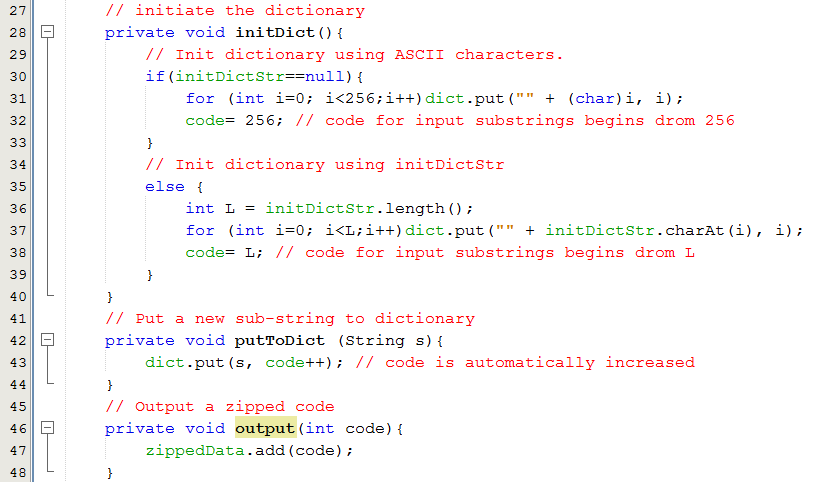 27 // initiate the dictionary
28 private void initDict(){
29 // Init dictionary using ASCII characters.
30 if(initDictStr==null){
31 for (int i=0; i<256;i++)dict.put("" + (char)i, i);
32 code= 256; // code for input substrings begins drom 256
33 }
34 // Init dictionary using initDictStr
35 else {
36 int L = initDictStr.length();
37 for (int i=0; i<L;i++)dict.put("" + initDictStr.charAt(i), i);
38 code= L; // code for input substrings begins drom L
39 }
40 }
41 // Put a new sub-string to dictionary
42 private void putToDict (String s){
43 dict.put(s, code++); // code is automatically increased
44 }
45 // Output a zipped code
46 private void output(int code){
47 zippedData.add(code);
48 }